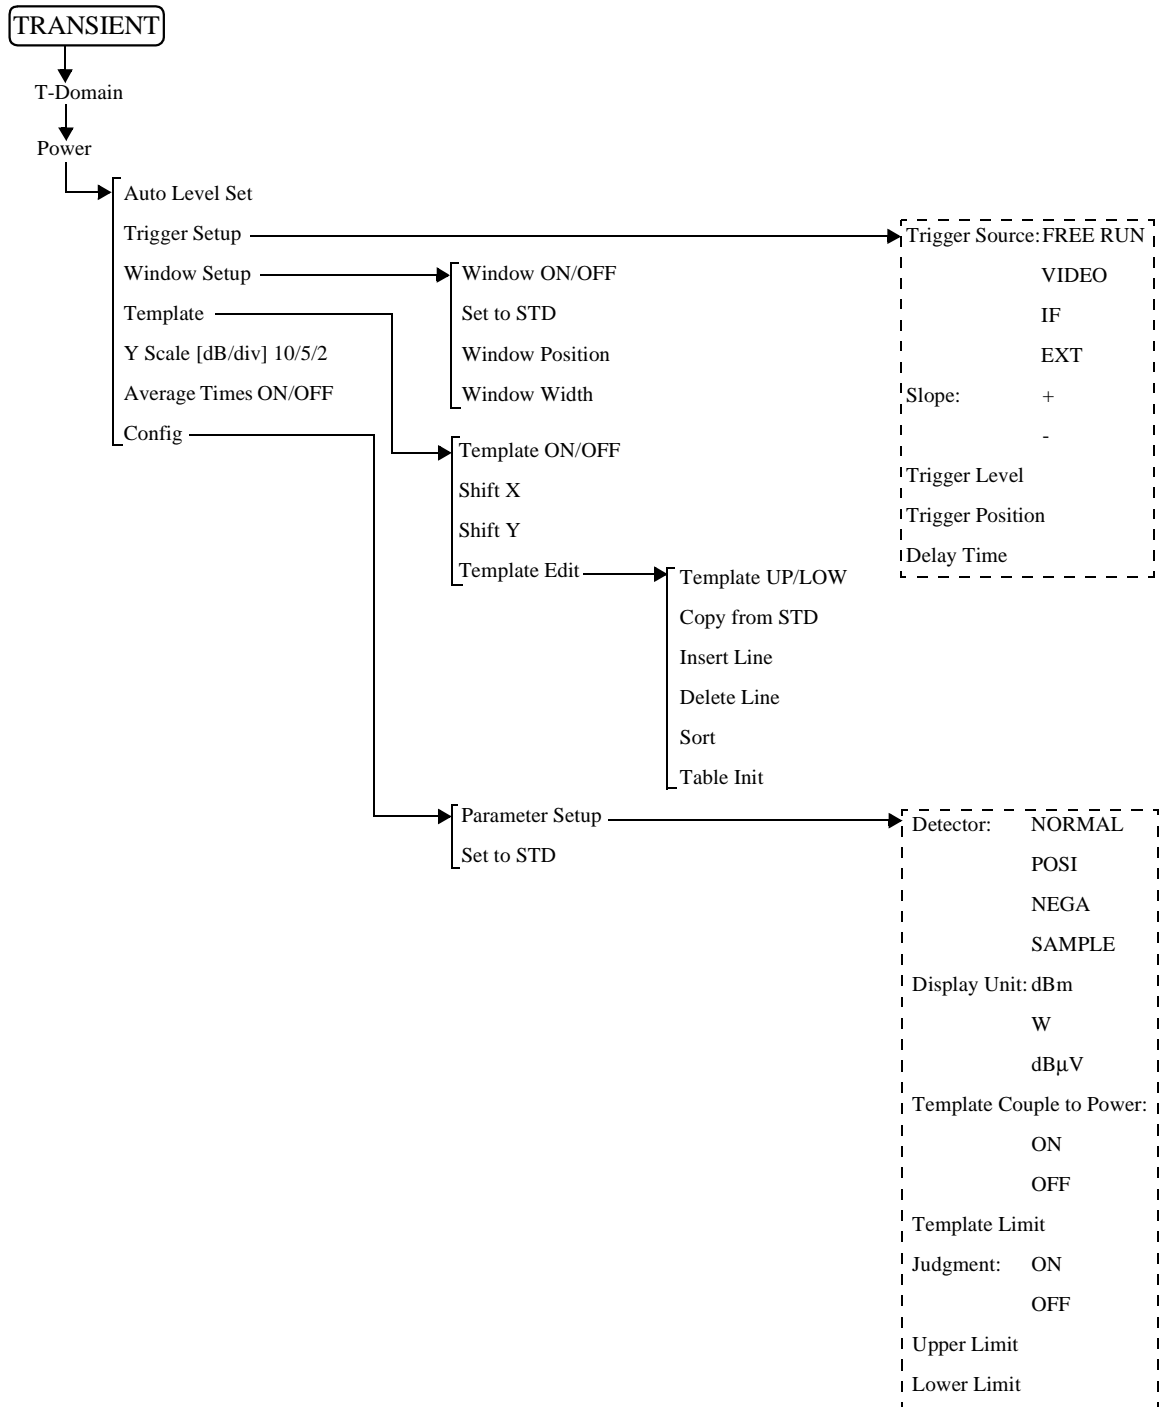 TRANSIENT
T-Domain
Power
Auto Level Set
Trigger Setup
Window Setup
Template
Y Scale [dB/div] 10/5/2
Average Times ON/OFF
Config
Window ON/OFF
Set to STD
Window Position
Window Width
Template ON/OFF
Shift X
Shift Y
Template Edit
Template UP/LOW
Copy from STD
Insert Line
Delete Line
Sort
Table Init
Parameter Setup
Set to STD
Trigger Source: FREE RUN
VIDEO
IF
EXT
Slope: +
-
Trigger Level
Trigger Position
Delay Time
Detector: NORMAL
POSI
NEGA
SAMPLE
Display Unit: dBm
W
dBμV
Template Couple to Power:
ON
OFF
Template Limit
Judgment: ON
OFF
Upper Limit
Lower Limit